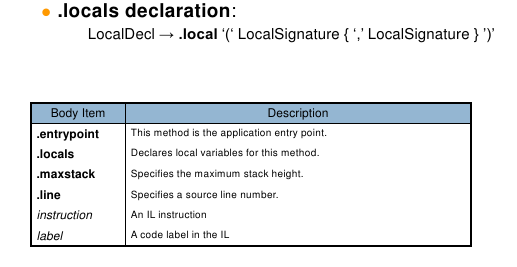 .locals declaration:
LocalDecl → .local ‘(‘ LocalSignature { ‘,’ LocalSignature } ’)’
Body Item Description
.entrypoint This method is the application entry point.
.locals Declares local variables for this method.
.maxstack Specifies the maximum stack height.
.line Specifies a source line number.
instruction An IL instruction
label A code label in the IL